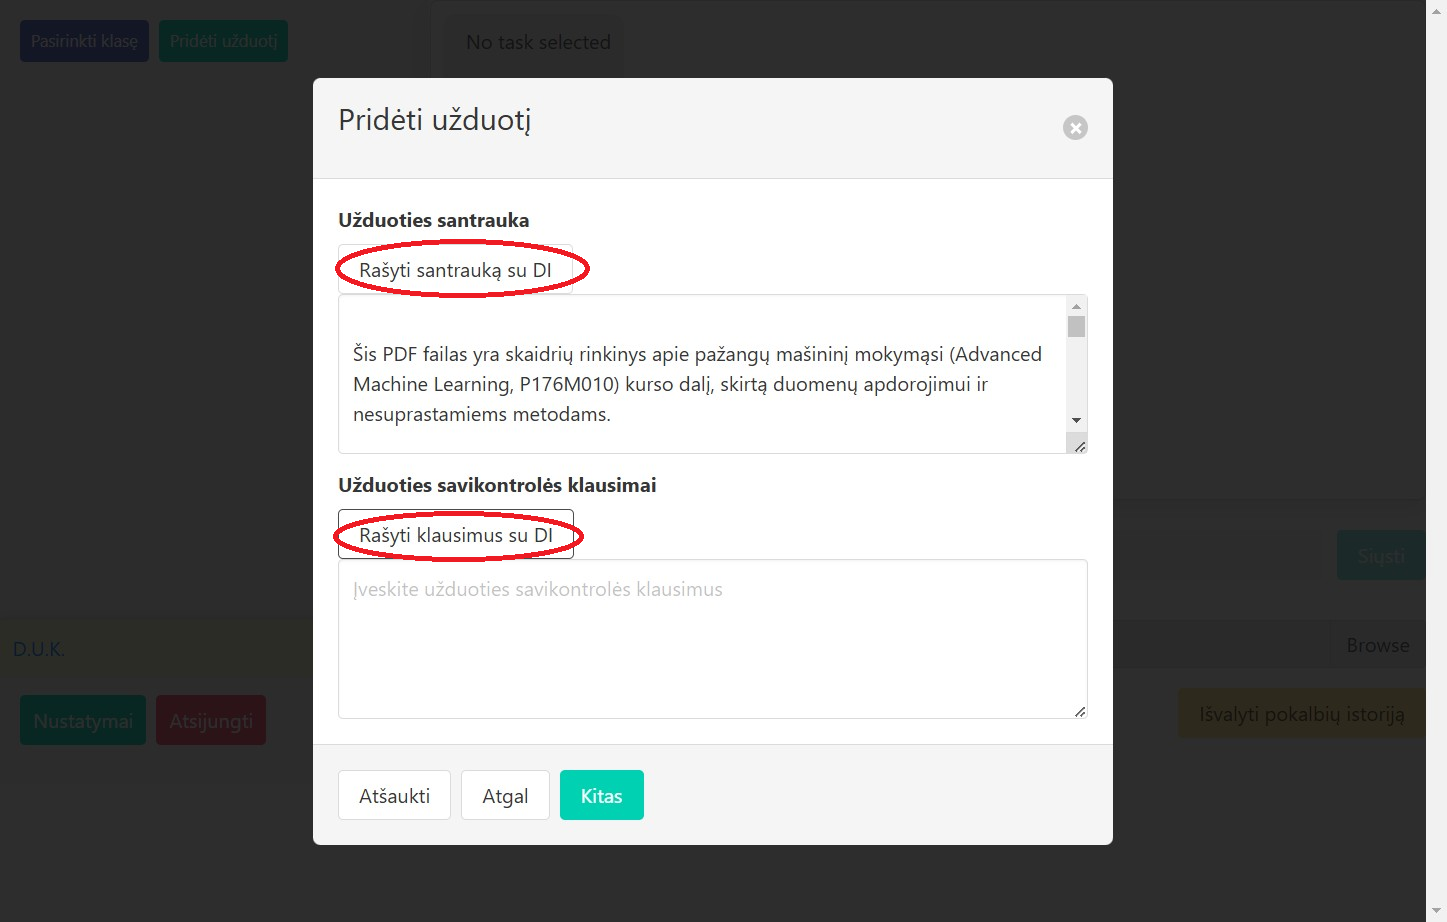 Pasirinkti klasę
Pridėti užduotį
No task selected
Pridėti užduotį
Užduoties santrauka
Rašyti santrauką su DI
Šis PDF failas yra skaidrių rinkinys apie pažangų mašininį mokymąsi (Advanced
Machine Learning, P176M010) kurso dalį, skirtą duomenų apdorojimui ir
nesuprastamiems metodams.
Užduoties savikontrolės klausimai
Rašyti klausimus su DI
Įveskite užduoties savikontrolės klausimus
Siųsti
D.U.K.
Browse
Nustatymai
Atsijungti
Išvalyti pokalbių istoriją
Atšaukti
Atgal
Kitas